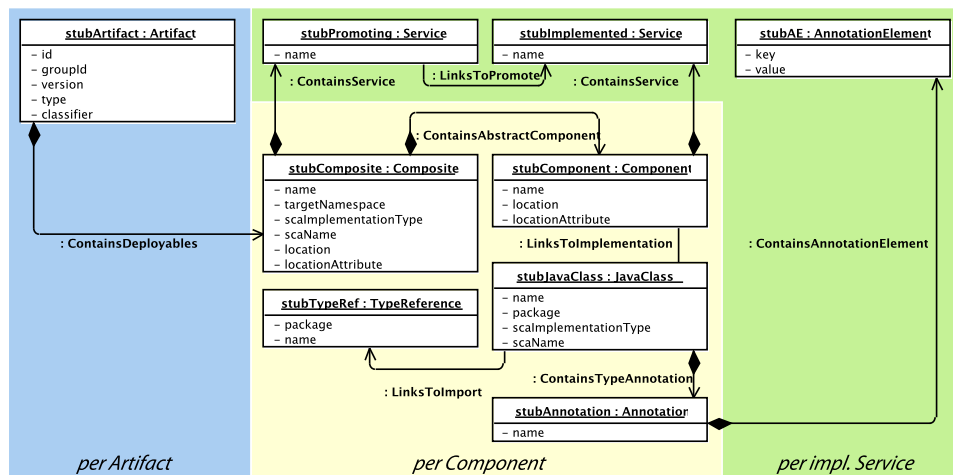 stubArtifact : Artifact
- id
- groupId
- version
- type
- classifier
stubPromoting : Service
- name
stubImplemented : Service
- name
stubAE : AnnotationElement
- key
- value
: LinksToPromote
: ContainsService
: ContainsService
: ContainsAbstractComponent
stubComposite : Composite
- name
- targetNamespace
- scaImplementationType
- scaName
- location
- locationAttribute
stubComponent : Component
- name
- location
- locationAttribute
: ContainsDeployables
: LinksToImplementation
: ContainsAnnotationElement
stubJavaClass : JavaClass
- name
- package
- scaImplementationType
- scaName
stubTypeRef : TypeReference
- package
- name
: ContainsTypeAnnotation
: LinksToImport
stubAnnotation : Annotation
- name
per Artifact
per Component
per impl. Service